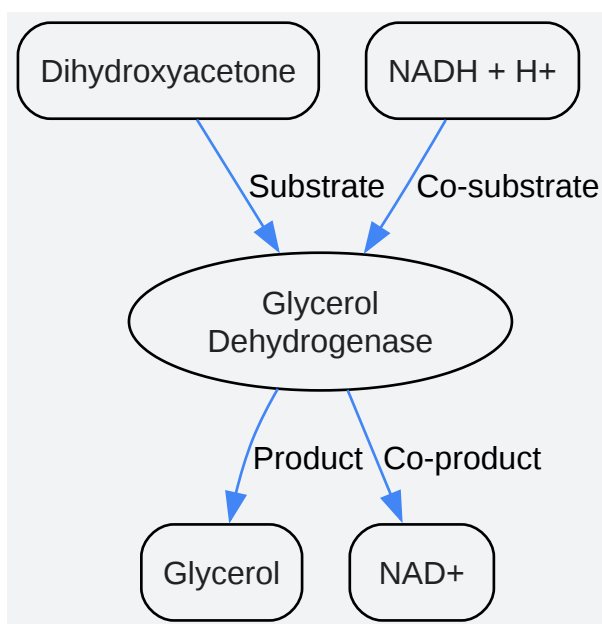 Dihydroxyacetone
NADH + H+
Substrate
Co-substrate
Glycerol
Dehydrogenase
Product
Co-product
Glycerol
NAD+